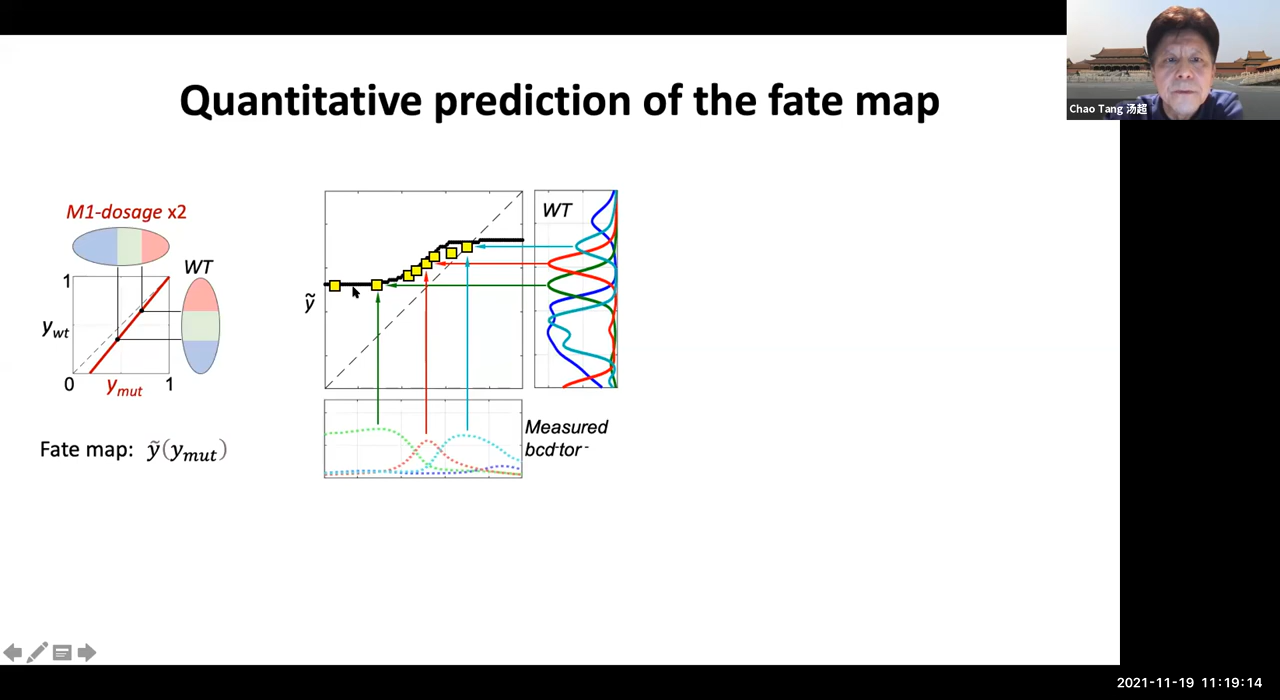 Chao Tang 汤超
Quantitative prediction of the fate map
M1-dosage x2
WT
1
y_wt
0
y_mut
1
Fate map: ỹ(y_mut)
ỹ
WT
Measured
bcd⁻tor⁻
2021-11-19 11:19:14